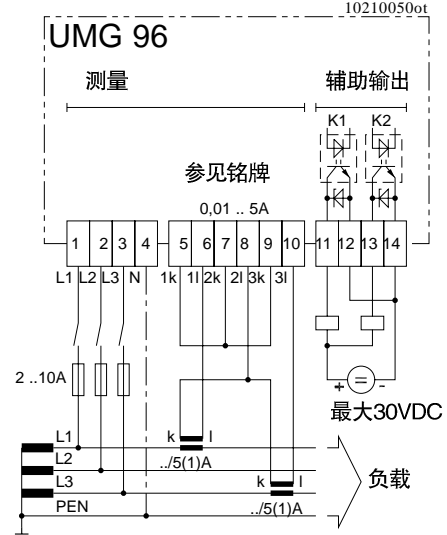 10210050ot
UMG 96
测量
辅助输出
K1 K2
参见铭牌
0,01 .. 5A
1 2 3 4 5 6 7 8 9 10 11 12 13 14
L1 L2 L3 N 1k 1l 2k 2l 3k 3l
2 ..10A
+ = -
最大30VDC
L1 k l
L2
../5(1)A
负载
L3 k l
PEN
../5(1)A